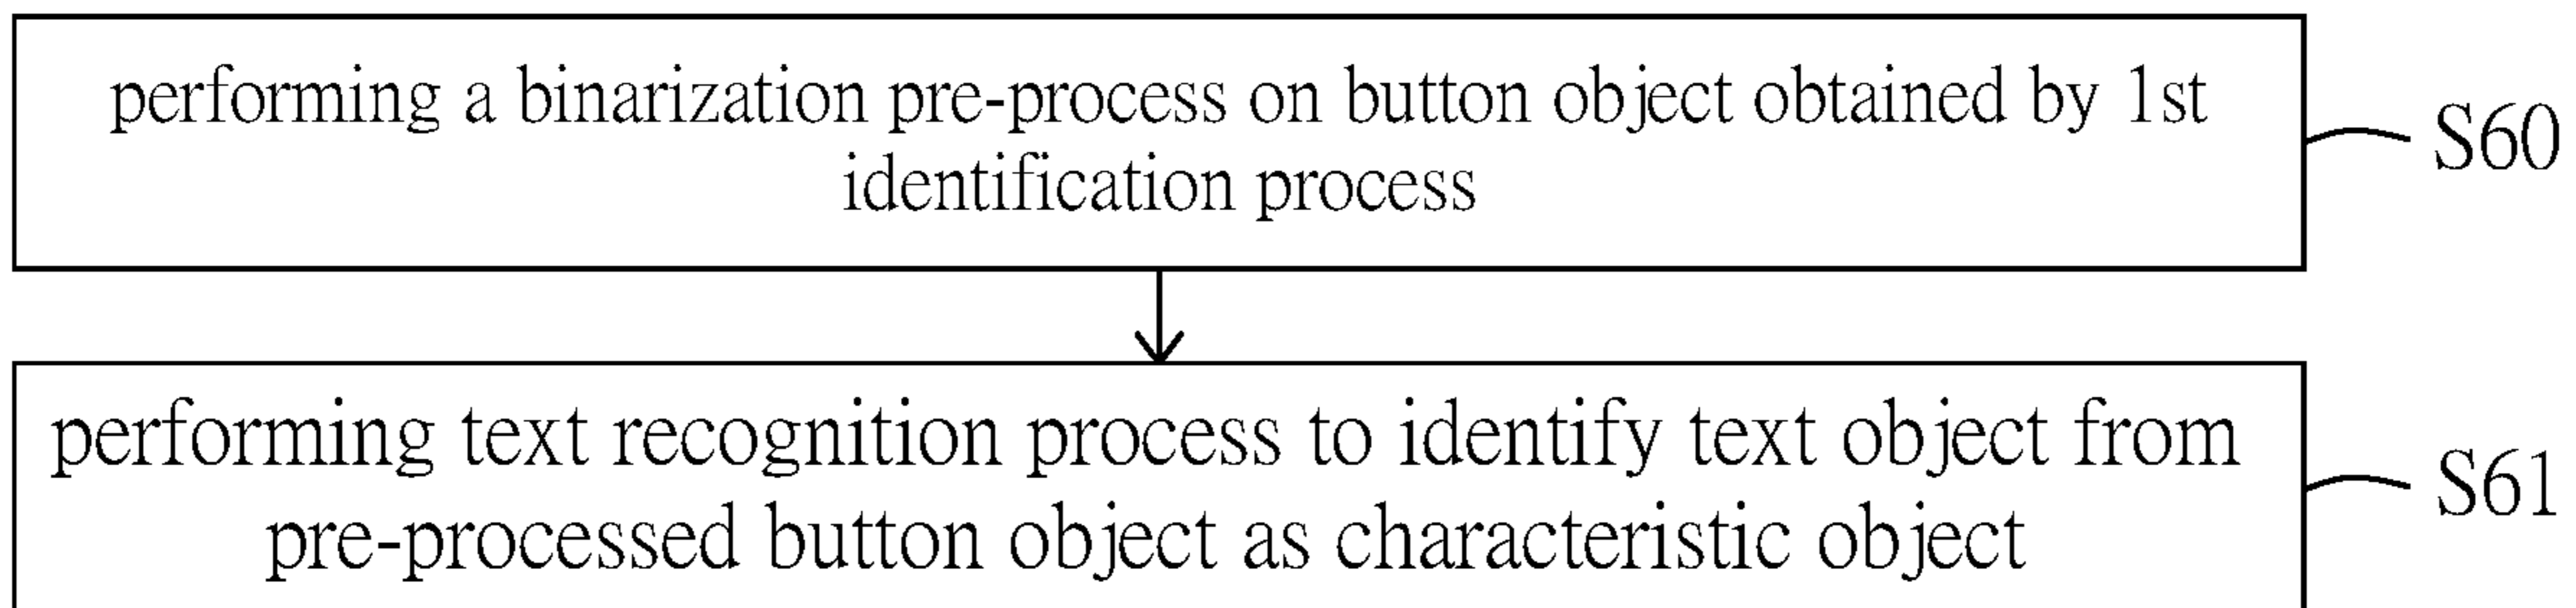 performing a binarization pre-process on button object obtained by 1st
identification process
S60
performing text recognition process to identify text object from
pre-processed button object as characteristic object
S61